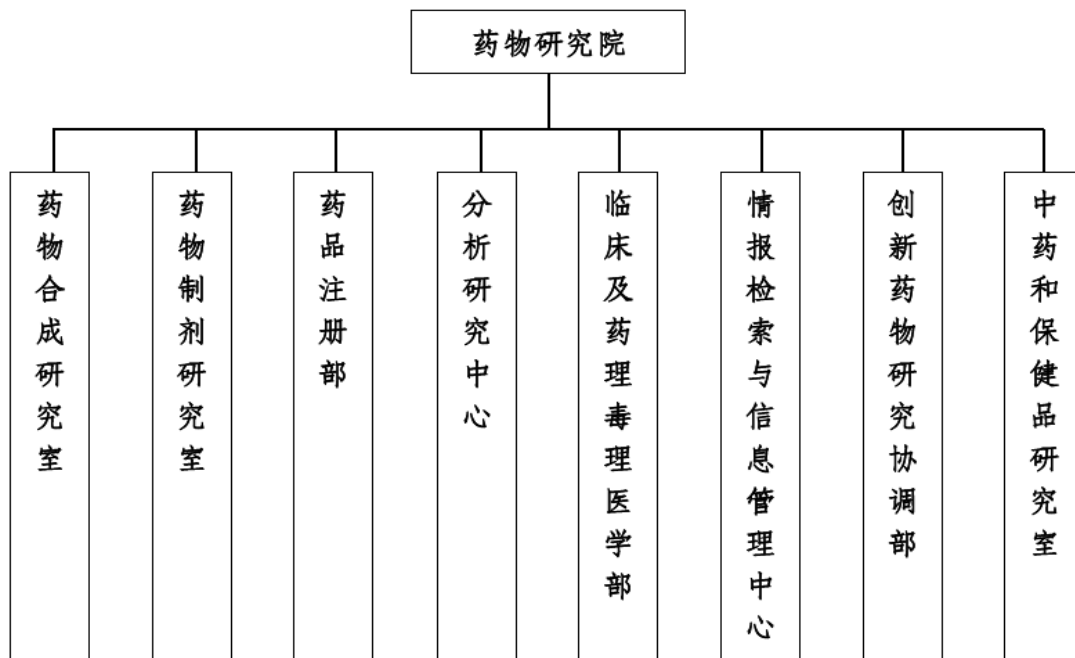 药物研究院
药物合成研究室
药物制剂研究室
药品注册部
分析研究中心
临床及药理毒理医学部
情报检索与信息管理中心
创新药物研究协调部
中药和保健品研究室